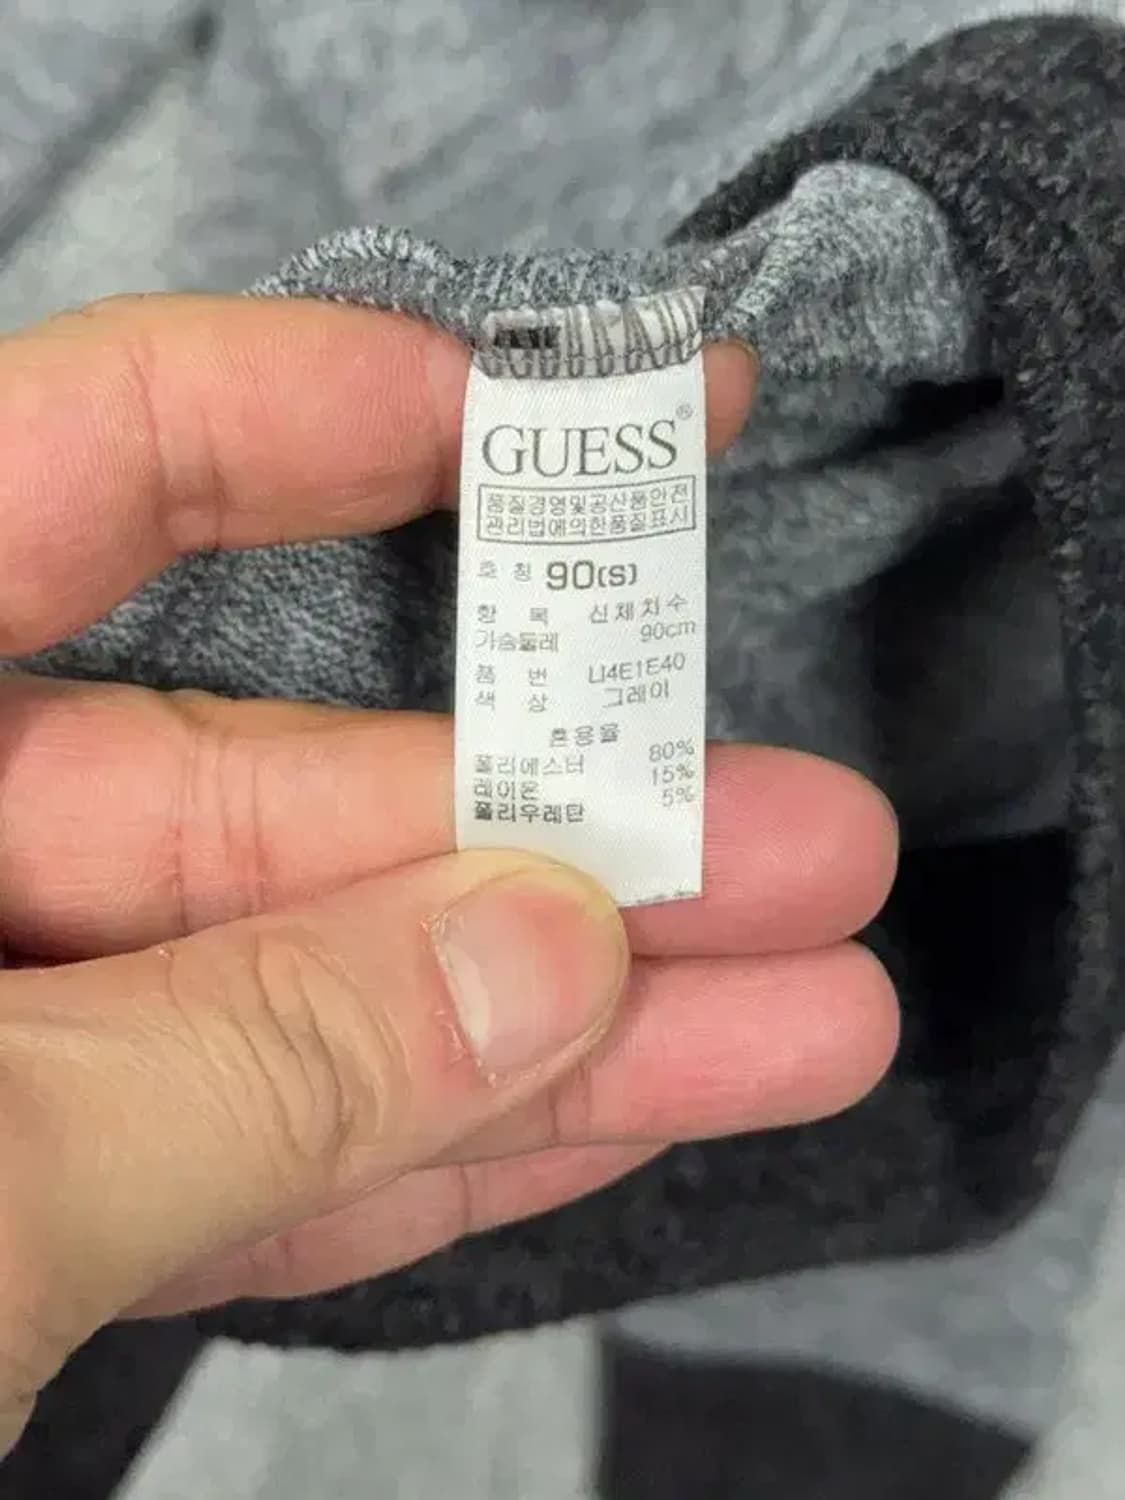 GUESS®
품질경영및공산품안전
관리법에의한품질표시
호 칭 90(S)
항 목 신체치수
가슴둘레 90cm
품 번 LI4E1E40
색 상 그레이
혼용율
폴리에스터 80%
레이온 15%
폴리우레탄 5%